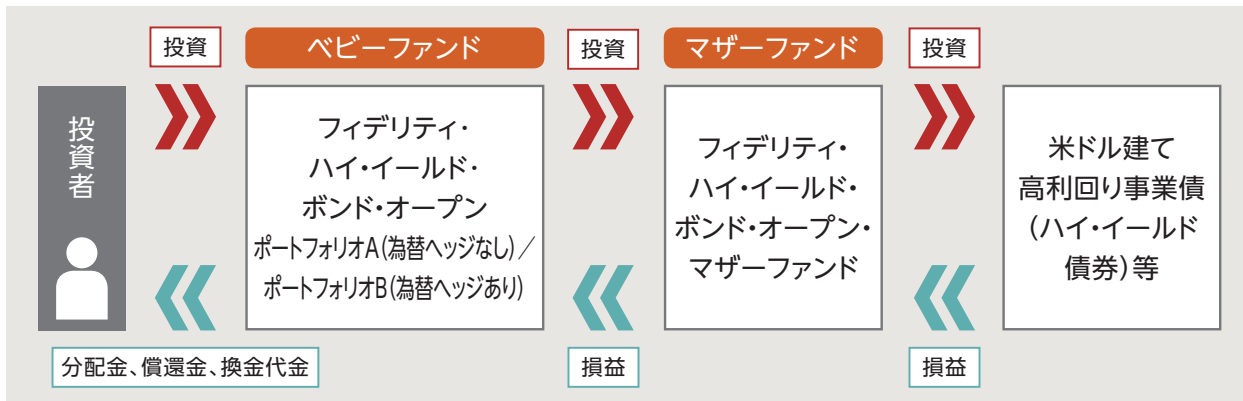 投資
ベビーファンド
投資
マザーファンド
投資
投資者
フィデリティ・
ハイ・イールド・
ボンド・オープン
ポートフォリオA(為替ヘッジなし)/
ポートフォリオB(為替ヘッジあり)
フィデリティ・
ハイ・イールド・
ボンド・オープン・
マザーファンド
米ドル建て
高利回り事業債
(ハイ・イールド
債券)等
分配金、償還金、換金代金
損益
損益